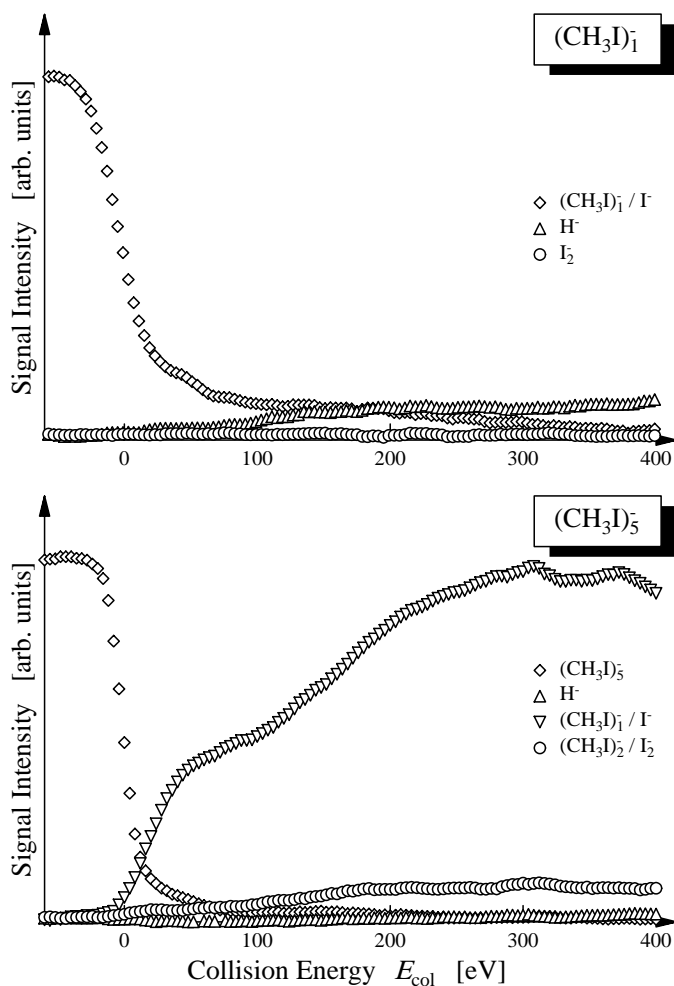 (CH₃I)₁⁻
Signal Intensity [arb. units]
(CH₃I)₁⁻ / I⁻
H⁻
I₂⁻
0 100 200 300 400
(CH₃I)₅⁻
Signal Intensity [arb. units]
(CH₃I)₅⁻
H⁻
(CH₃I)₁⁻ / I⁻
(CH₃I)₂⁻ / I₂⁻
0 100 200 300 400
Collision Energy E_col [eV]